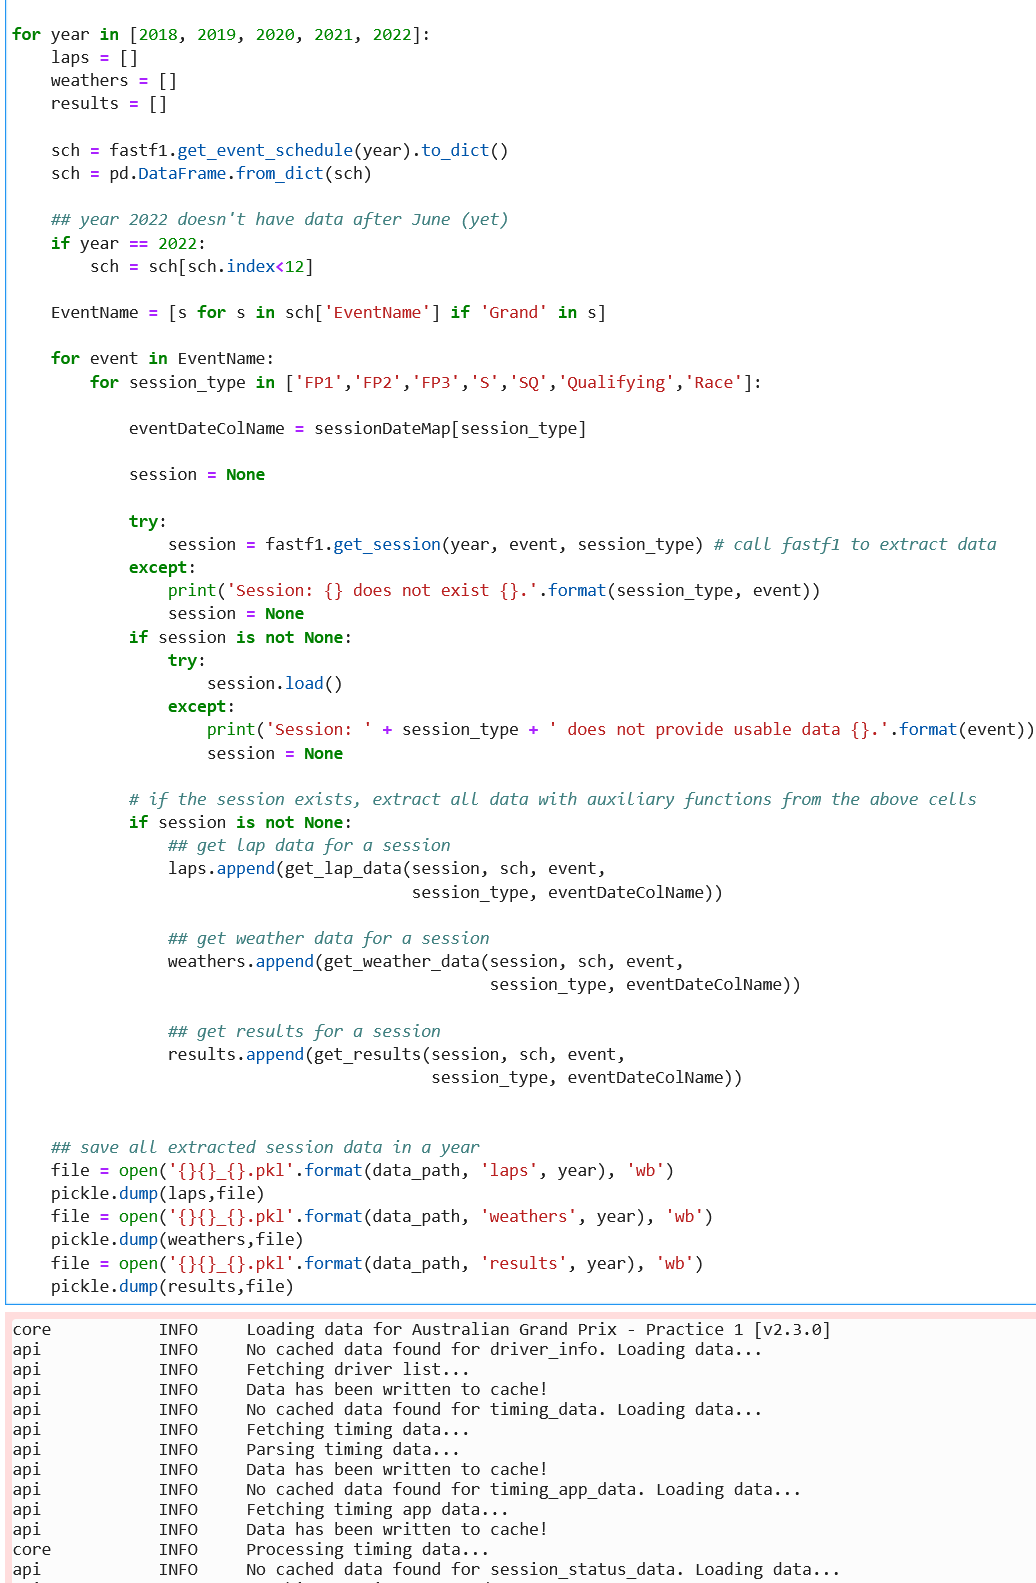 for year in [2018, 2019, 2020, 2021, 2022]:
    laps = []
    weathers = []
    results = []

    sch = fastf1.get_event_schedule(year).to_dict()
    sch = pd.DataFrame.from_dict(sch)

    ## year 2022 doesn't have data after June (yet)
    if year == 2022:
        sch = sch[sch.index<12]

    EventName = [s for s in sch['EventName'] if 'Grand' in s]

    for event in EventName:
        for session_type in ['FP1','FP2','FP3','S','SQ','Qualifying','Race']:

            eventDateColName = sessionDateMap[session_type]

            session = None

            try:
                session = fastf1.get_session(year, event, session_type) # call fastf1 to extract data
            except:
                print('Session: {} does not exist {}.'.format(session_type, event))
                session = None
            if session is not None:
                try:
                    session.load()
                except:
                    print('Session: ' + session_type + ' does not provide usable data {}.'.format(event))
                    session = None

            # if the session exists, extract all data with auxiliary functions from the above cells
            if session is not None:
                ## get lap data for a session
                laps.append(get_lap_data(session, sch, event,
                                         session_type, eventDateColName))

                ## get weather data for a session
                weathers.append(get_weather_data(session, sch, event,
                                                 session_type, eventDateColName))

                ## get results for a session
                results.append(get_results(session, sch, event,
                                           session_type, eventDateColName))

    ## save all extracted session data in a year
    file = open('{}{}_{}.pkl'.format(data_path, 'laps', year), 'wb')
    pickle.dump(laps,file)
    file = open('{}{}_{}.pkl'.format(data_path, 'weathers', year), 'wb')
    pickle.dump(weathers,file)
    file = open('{}{}_{}.pkl'.format(data_path, 'results', year), 'wb')
    pickle.dump(results,file)
core           INFO     Loading data for Australian Grand Prix - Practice 1 [v2.3.0]
api            INFO     No cached data found for driver_info. Loading data...
api            INFO     Fetching driver list...
api            INFO     Data has been written to cache!
api            INFO     No cached data found for timing_data. Loading data...
api            INFO     Fetching timing data...
api            INFO     Parsing timing data...
api            INFO     Data has been written to cache!
api            INFO     No cached data found for timing_app_data. Loading data...
api            INFO     Fetching timing app data...
api            INFO     Data has been written to cache!
core           INFO     Processing timing data...
api            INFO     No cached data found for session_status_data. Loading data...